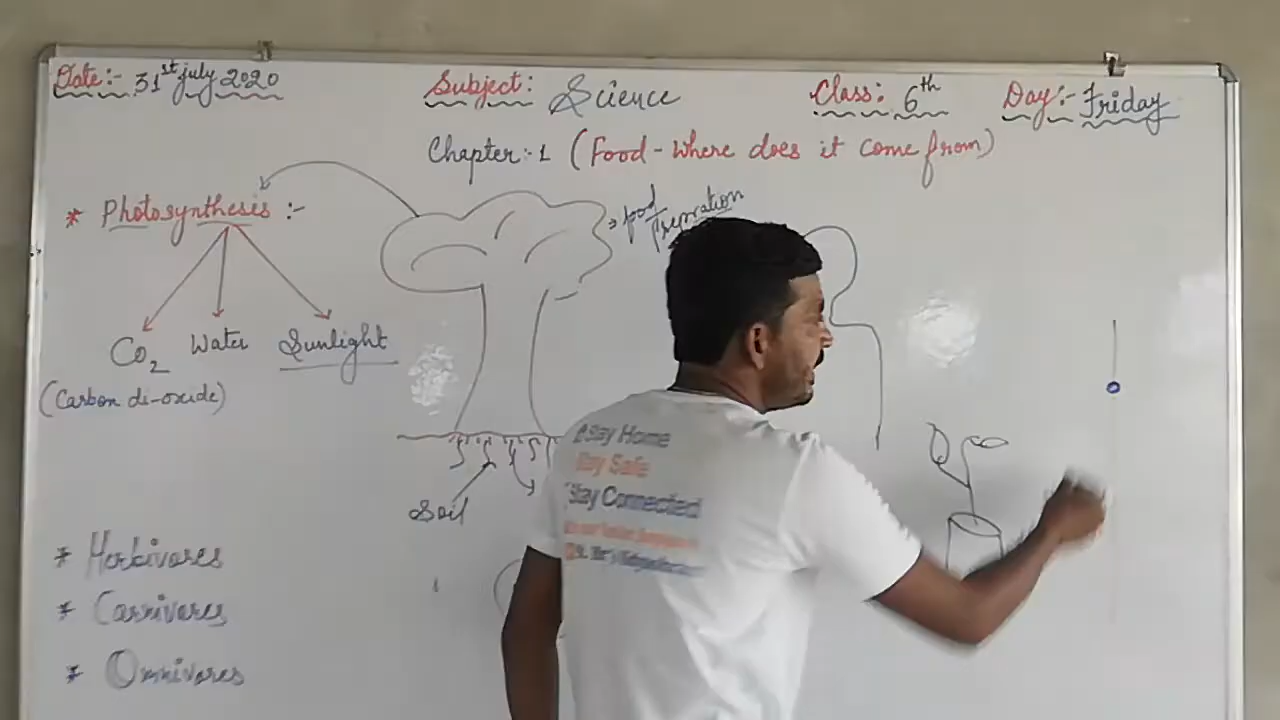 Date:- 31st july 2020
Subject: Science
Class: 6th
Day:- Friday
Chapter:-1 (Food - Where does it come from)
* Photosynthesis :-
→ food
Prepration
CO2 Water Sunlight
(Carbon di-oxide)
Soil
* Herbivores
* Carnivores
* Omnivores
Stay Home
Stay Safe
Stay Connected